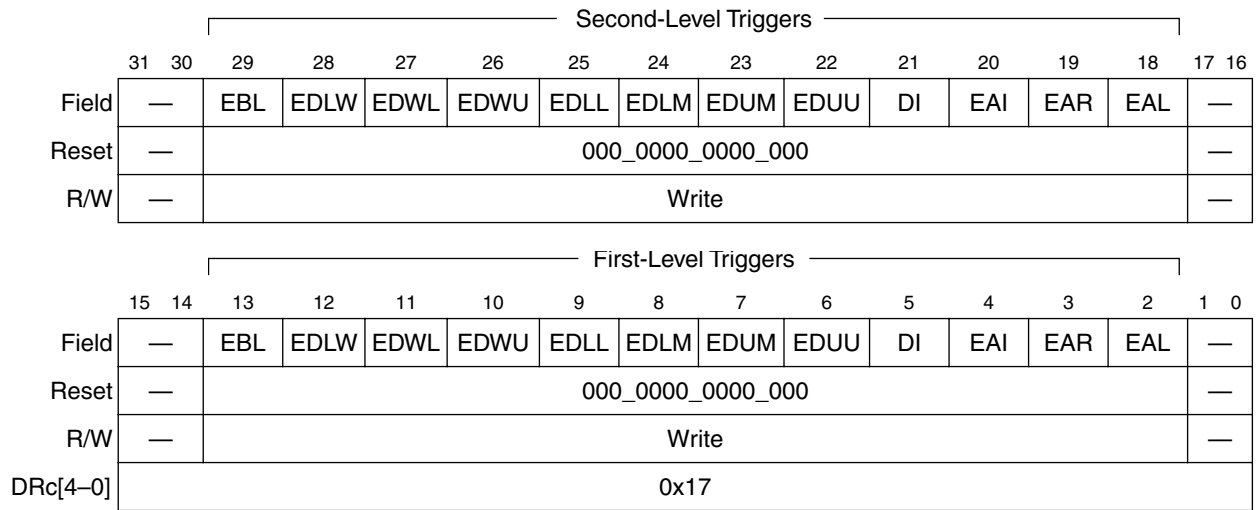 Second-Level Triggers
31 30 29 28 27 26 25 24 23 22 21 20 19 18 17 16
Field — EBL EDLW EDWL EDWU EDLL EDLM EDUM EDUU DI EAI EAR EAL —
Reset — 000_0000_0000_000 —
R/W — Write —
First-Level Triggers
15 14 13 12 11 10 9 8 7 6 5 4 3 2 1 0
Field — EBL EDLW EDWL EDWU EDLL EDLM EDUM EDUU DI EAI EAR EAL —
Reset — 000_0000_0000_000 —
R/W — Write —
DRc[4–0] 0x17